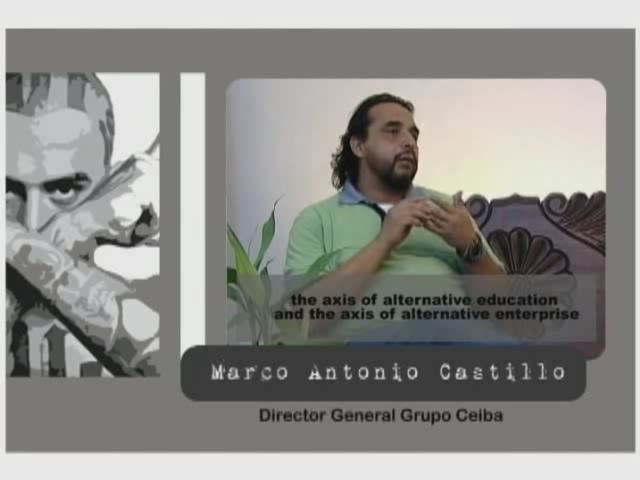 the axis of alternative education
and the axis of alternative enterprise
Marco Antonio Castillo
Director General Grupo Ceiba